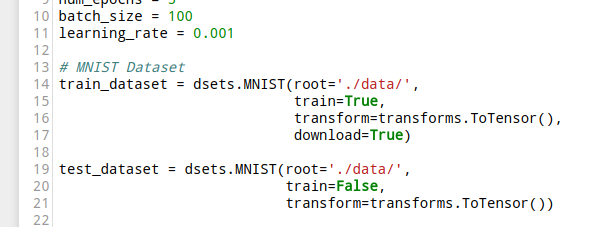 9 num_epochs = 5
10 batch_size = 100
11 learning_rate = 0.001
12
13 # MNIST Dataset
14 train_dataset = dsets.MNIST(root='./data/',
15                             train=True,
16                             transform=transforms.ToTensor(),
17                             download=True)
18
19 test_dataset = dsets.MNIST(root='./data/',
20                            train=False,
21                            transform=transforms.ToTensor())
22